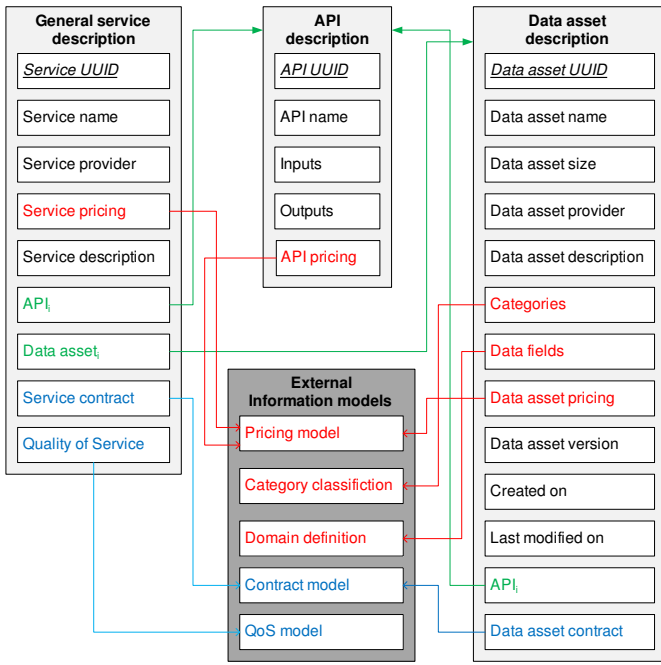 General service
description
Service UUID
Service name
Service provider
Service pricing
Service description
APIi
Data asseti
Service contract
Quality of Service
API
description
API UUID
API name
Inputs
Outputs
API pricing
External
Information models
Pricing model
Category classifiction
Domain definition
Contract model
QoS model
Data asset
description
Data asset UUID
Data asset name
Data asset size
Data asset provider
Data asset description
Categories
Data fields
Data asset pricing
Data asset version
Created on
Last modified on
APIi
Data asset contract